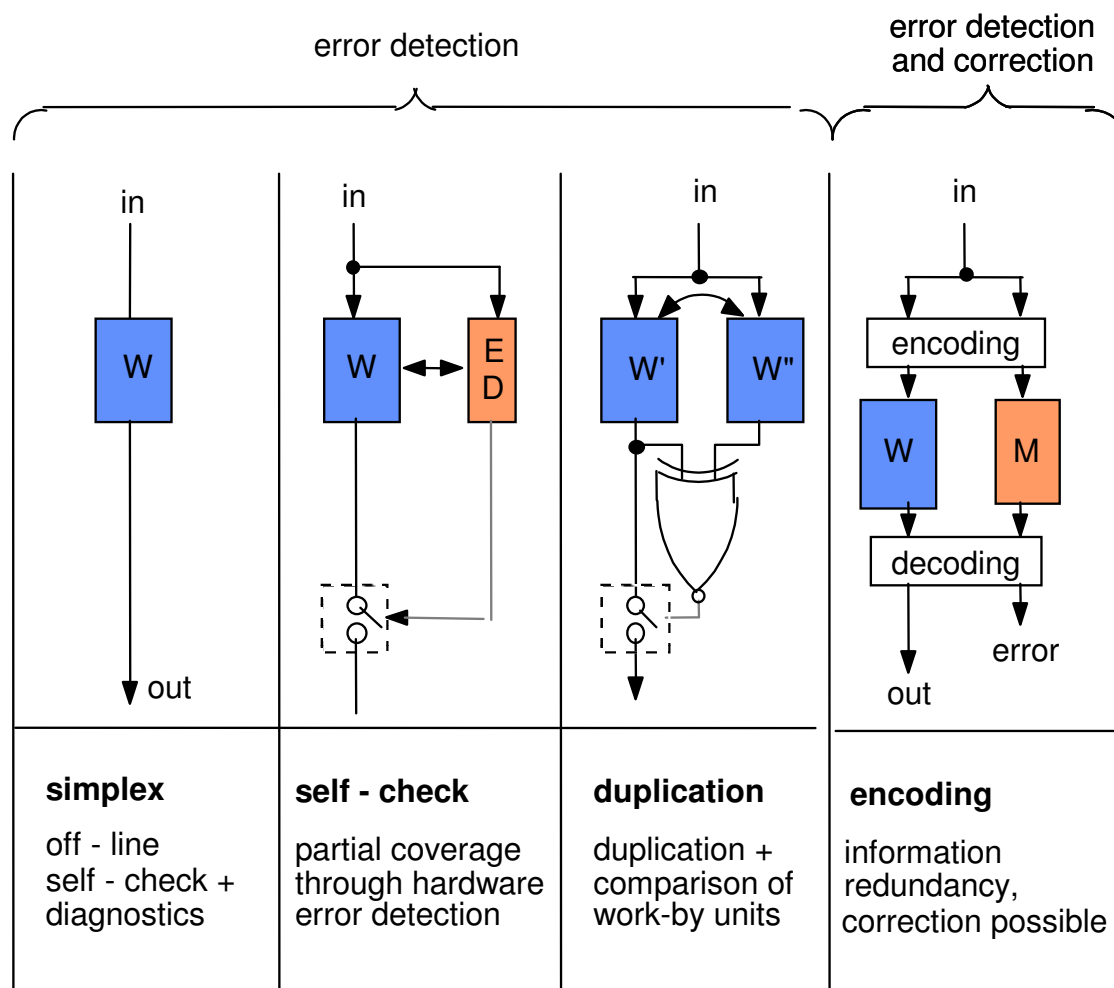 error detection
error detection
and correction
in
W
out
simplex
off - line
self - check +
diagnostics
in
W
E
D
self - check
partial coverage
through hardware
error detection
in
W'
W"
duplication
duplication +
comparison of
work-by units
in
encoding
W
M
decoding
error
out
encoding
information
redundancy,
correction possible